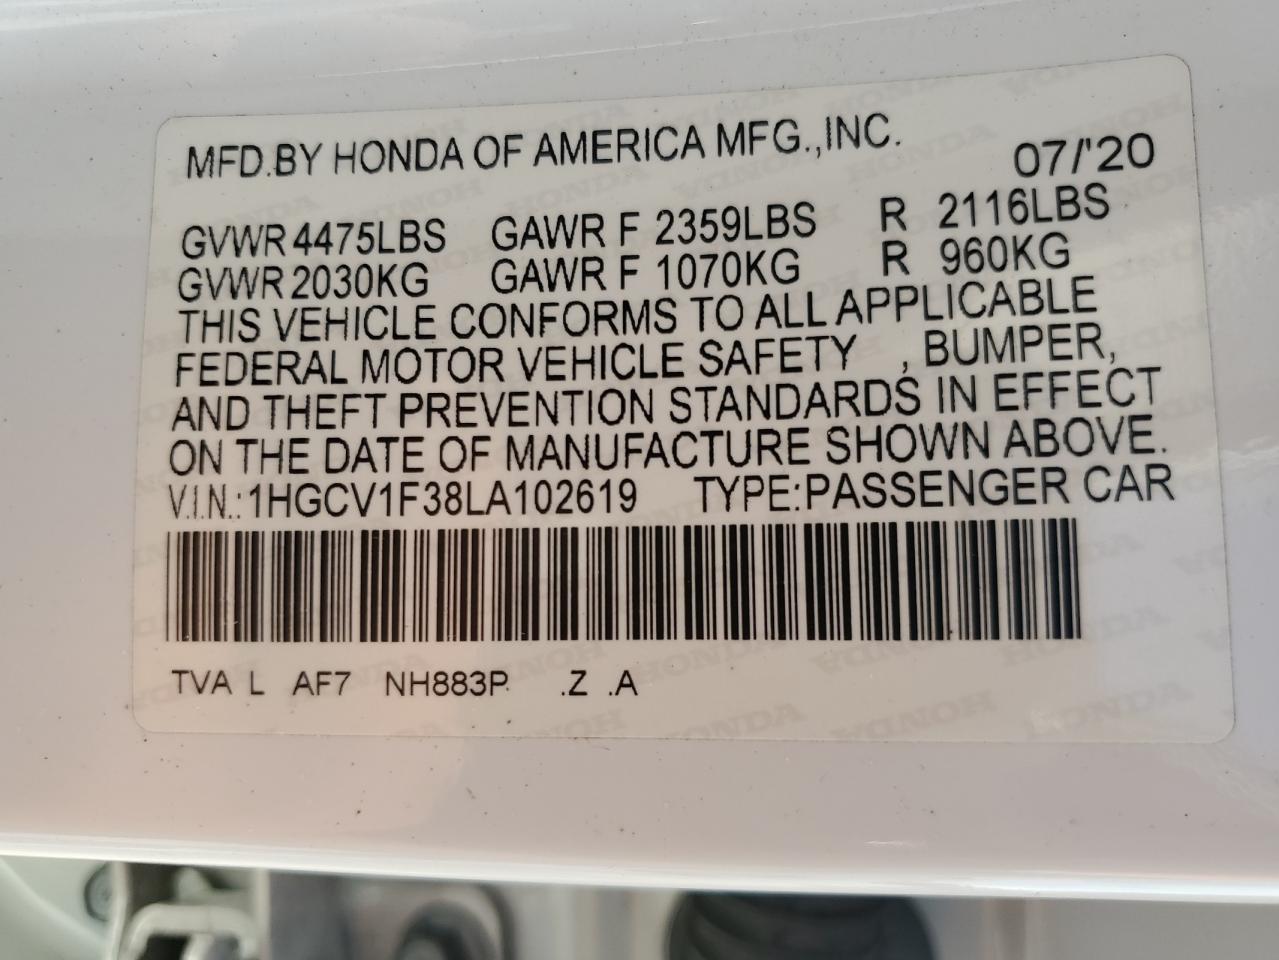 MFD.BY HONDA OF AMERICA MFG.,INC. 07/'20
GVWR 4475LBS GAWR F 2359LBS R 2116LBS
GVWR 2030KG GAWR F 1070KG R 960KG
THIS VEHICLE CONFORMS TO ALL APPLICABLE
FEDERAL MOTOR VEHICLE SAFETY , BUMPER,
AND THEFT PREVENTION STANDARDS IN EFFECT
ON THE DATE OF MANUFACTURE SHOWN ABOVE.
V.I.N.:1HGCV1F38LA102619 TYPE:PASSENGER CAR
TVA L AF7 NH883P .Z .A